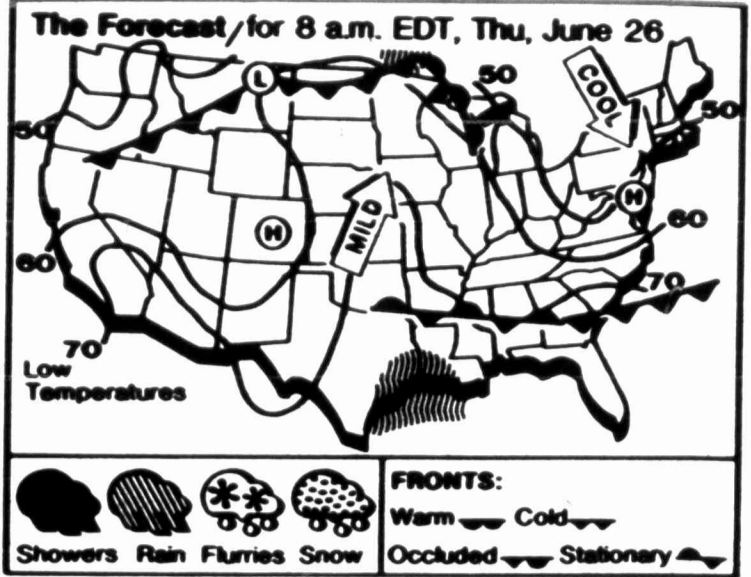 The Forecast/for 8 a.m. EDT, Thu, June 26
L
50
COOL
50
50
H
H
MILD
60
60
70
70
Low
Temperatures
Showers Rain Flurries Snow
FRONTS:
Warm Cold
Occluded Stationary